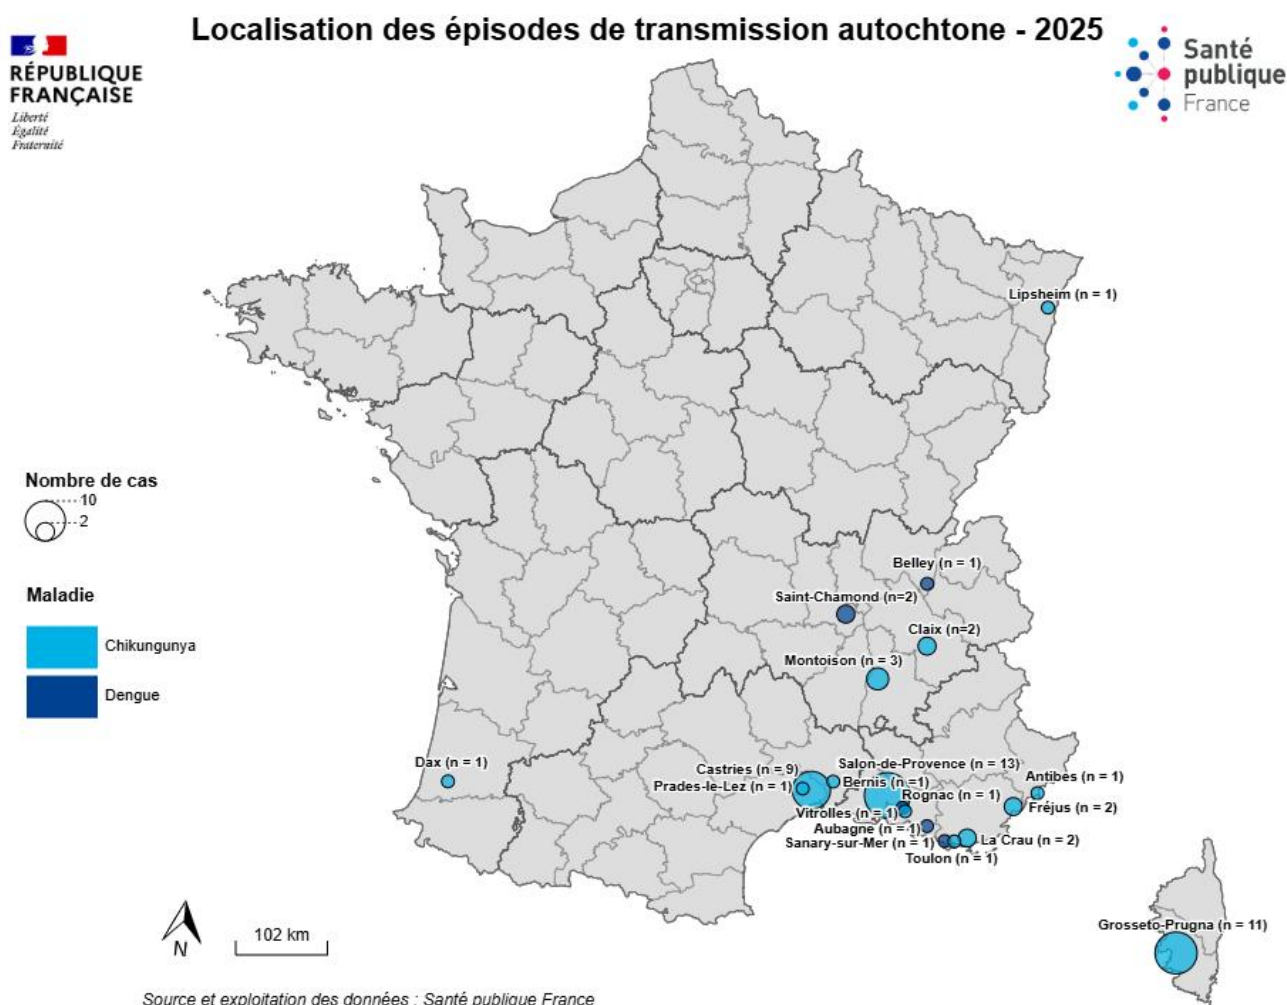 Localisation des épisodes de transmission autochtone - 2025
RÉPUBLIQUE
FRANÇAISE
Liberté
Égalité
Fraternité
Santé
publique
France
Lipsheim (n = 1)
Nombre de cas
10
2
Maladie
Chikungunya
Dengue
Belley (n = 1)
Saint-Chamond (n=2)
Claix (n=2)
Montoison (n = 3)
Dax (n = 1)
Castries (n = 9)
Salon-de-Provence (n = 13)
Prades-le-Lez (n = 1)
Bernis (n =1)
Antibes (n = 1)
Rognac (n = 1)
Fréjus (n = 2)
Vitrolles (n = 1)
Aubagne (n = 1)
Sanary-sur-Mer (n = 1)
La Crau (n = 2)
Toulon (n = 1)
Grosseto-Prugna (n = 11)
N
102 km
Source et exploitation des données : Santé publique France